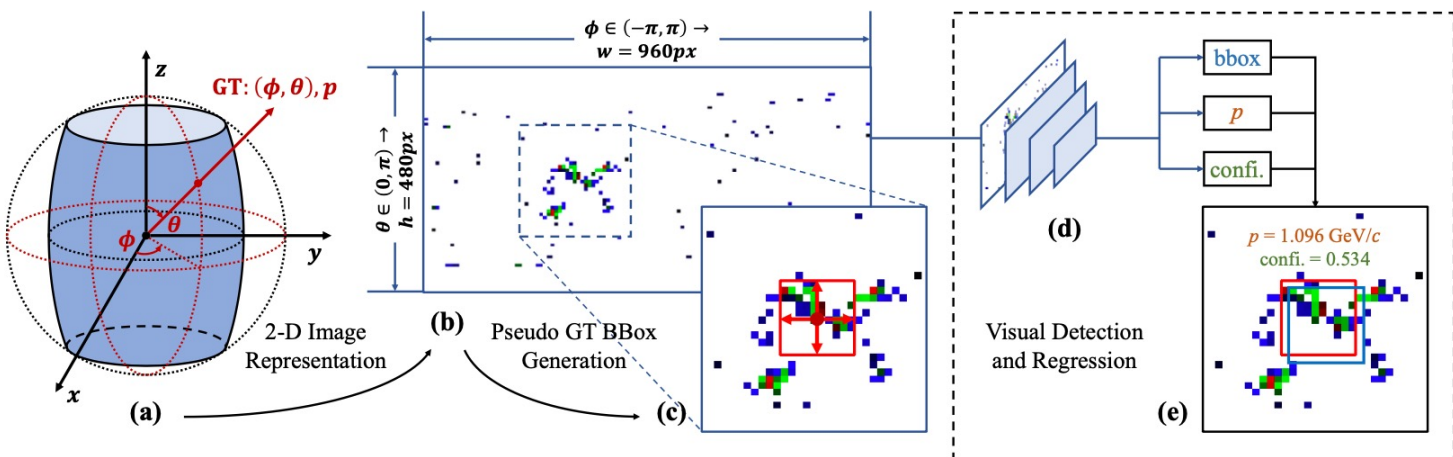 z
GT: (ϕ, θ), p
θ
ϕ
y
x
(a)
2-D Image
Representation
ϕ ∈ (−π, π) →
w = 960px
θ ∈ (0, π) →
h = 480px
(b)
Pseudo GT BBox
Generation
(c)
(d)
bbox
p
confi.
Visual Detection
and Regression
p = 1.096 GeV/c
confi. = 0.534
(e)